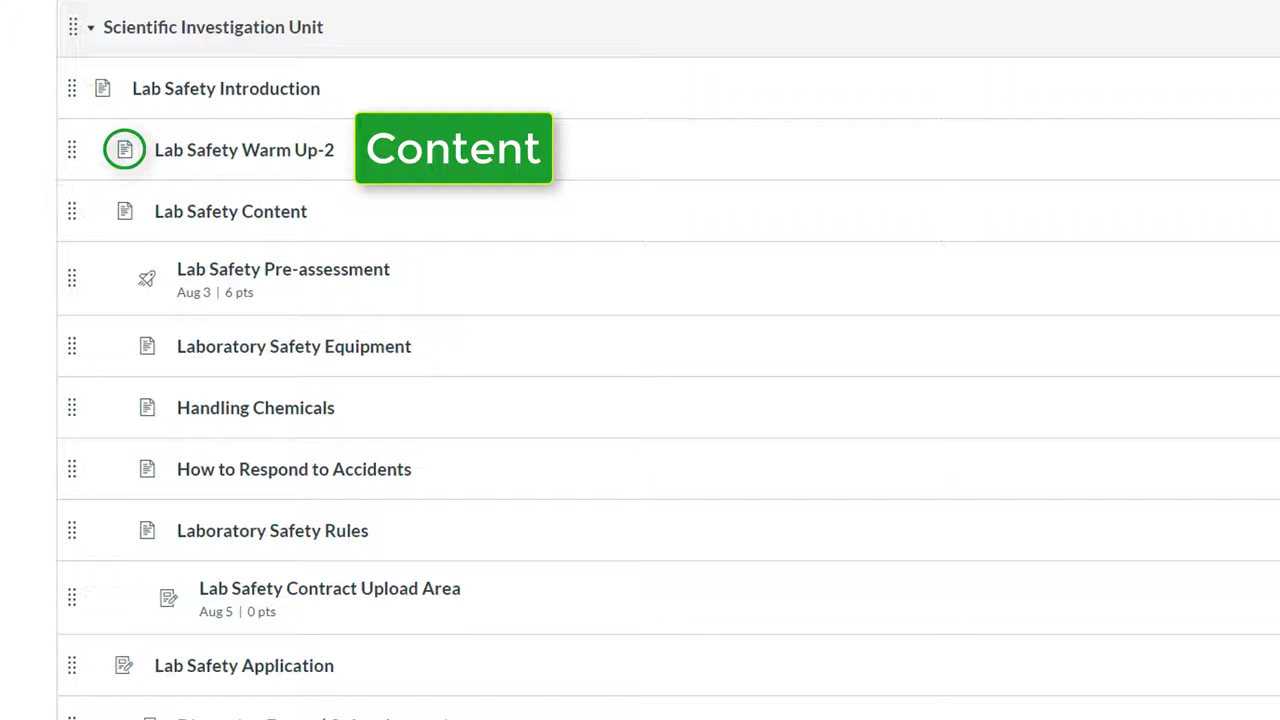 Scientific Investigation Unit
Lab Safety Introduction
Lab Safety Warm Up-2
Content
Lab Safety Content
Lab Safety Pre-assessment
Aug 3 | 6 pts
Laboratory Safety Equipment
Handling Chemicals
How to Respond to Accidents
Laboratory Safety Rules
Lab Safety Contract Upload Area
Aug 5 | 0 pts
Lab Safety Application